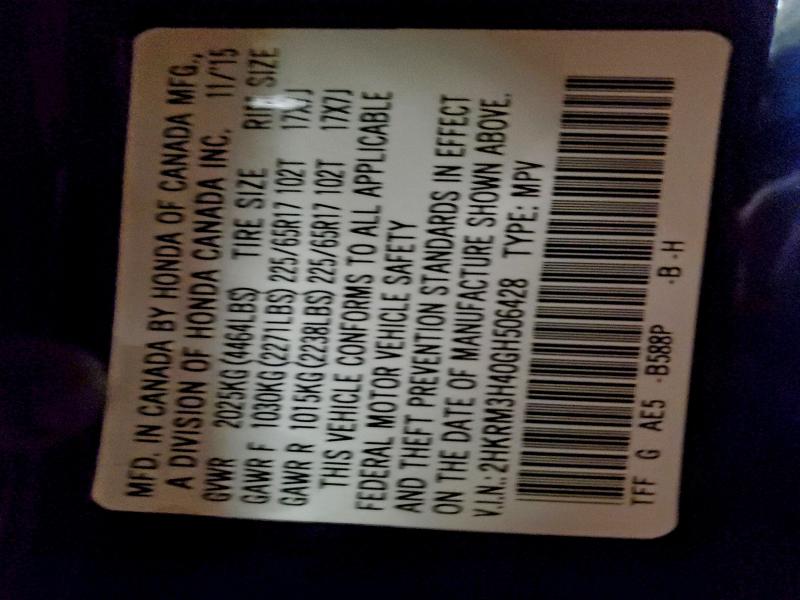 MFD. IN CANADA BY HONDA OF CANADA MFG.,
A DIVISION OF HONDA CANADA INC. 11/'15
GVWR 2025KG (4464LBS) TIRE SIZE RIM SIZE
GAWR F 1030KG (2271LBS) 225/65R17 102T 17X7J
GAWR R 1015KG (2238LBS) 225/65R17 102T 17X7J
THIS VEHICLE CONFORMS TO ALL APPLICABLE
FEDERAL MOTOR VEHICLE SAFETY
AND THEFT PREVENTION STANDARDS IN EFFECT
ON THE DATE OF MANUFACTURE SHOWN ABOVE.
V.I.N.: 2HKRM3H40GH506428 TYPE: MPV
TFF G AE5 -B588P -B -H